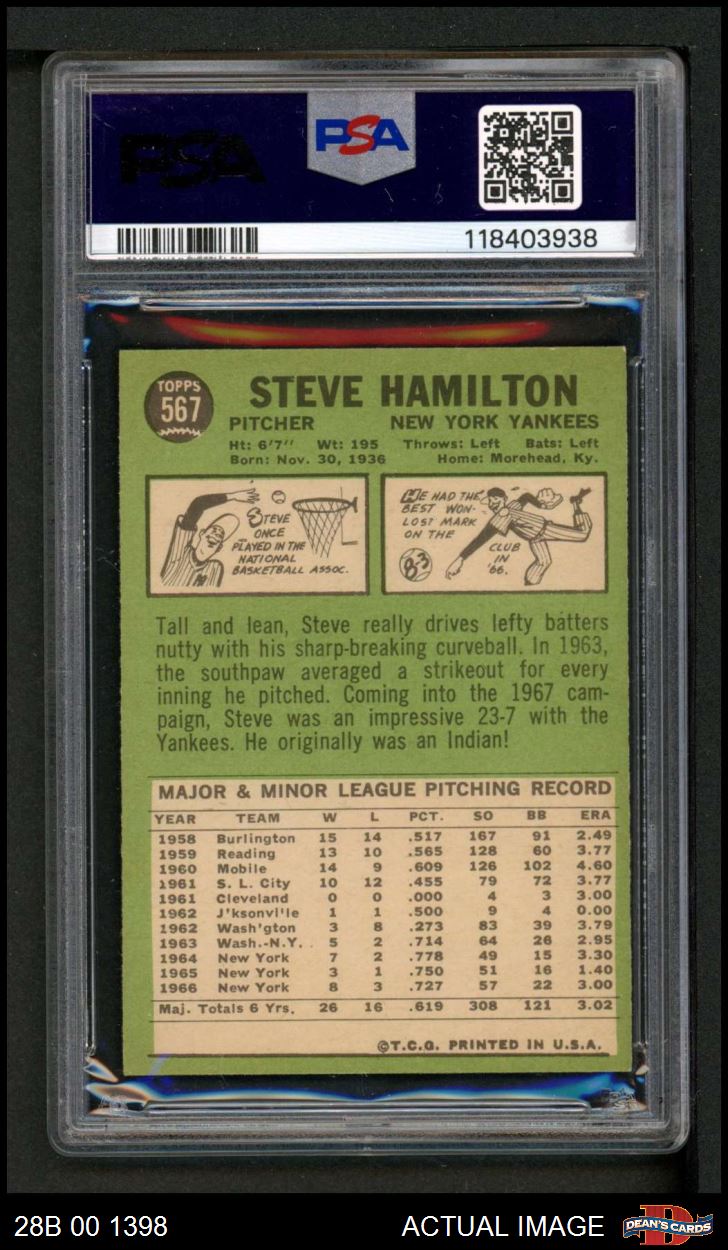 PSA
PSA
118403938
TOPPS
567
STEVE HAMILTON
PITCHER NEW YORK YANKEES
Ht: 6'7" Wt: 195 Throws: Left Bats: Left
Born: Nov. 30, 1936 Home: Morehead, Ky.
STEVE
ONCE
PLAYED IN THE
NATIONAL
BASKETBALL ASSOC.
HE HAD THE
BEST WON-
LOST MARK
ON THE
CLUB
IN
'66.
8-3
Tall and lean, Steve really drives lefty batters
nutty with his sharp-breaking curveball. In 1963,
the southpaw averaged a strikeout for every
inning he pitched. Coming into the 1967 cam-
paign, Steve was an impressive 23-7 with the
Yankees. He originally was an Indian!
MAJOR & MINOR LEAGUE PITCHING RECORD
YEAR TEAM W L PCT. SO BB ERA
1958 Burlington 15 14 .517 167 91 2.49
1959 Reading 13 10 .565 128 60 3.77
1960 Mobile 14 9 .609 126 102 4.60
1961 S. L. City 10 12 .455 79 72 3.77
1961 Cleveland 0 0 .000 4 3 3.00
1962 J'ksonville 1 1 .500 9 4 0.00
1962 Wash'gton 3 8 .273 83 39 3.79
1963 Wash.-N.Y. 5 2 .714 64 26 2.95
1964 New York 7 2 .778 49 15 3.30
1965 New York 3 1 .750 51 16 1.40
1966 New York 8 3 .727 57 22 3.00
Maj. Totals 6 Yrs. 26 16 .619 308 121 3.02
©T.C.G. PRINTED IN U.S.A.
28B 00 1398 ACTUAL IMAGE DEAN'S CARDS